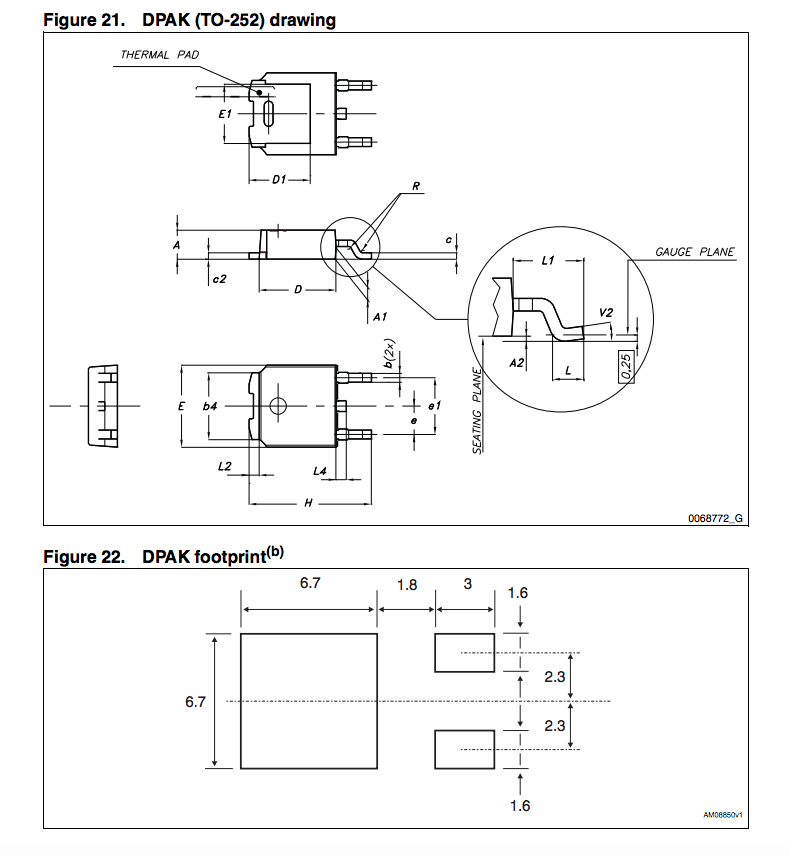 Figure 21. DPAK (TO-252) drawing
THERMAL PAD
E1
D1
R
A
c
c2
D
A1
L1
GAUGE PLANE
V2
A2
L
0,25
SEATING PLANE
b(2x)
E
b4
e1
e
L2
L4
H
0068772_G
Figure 22. DPAK footprint(b)
6.7
1.8
3
1.6
2.3
6.7
2.3
1.6
AM08850v1